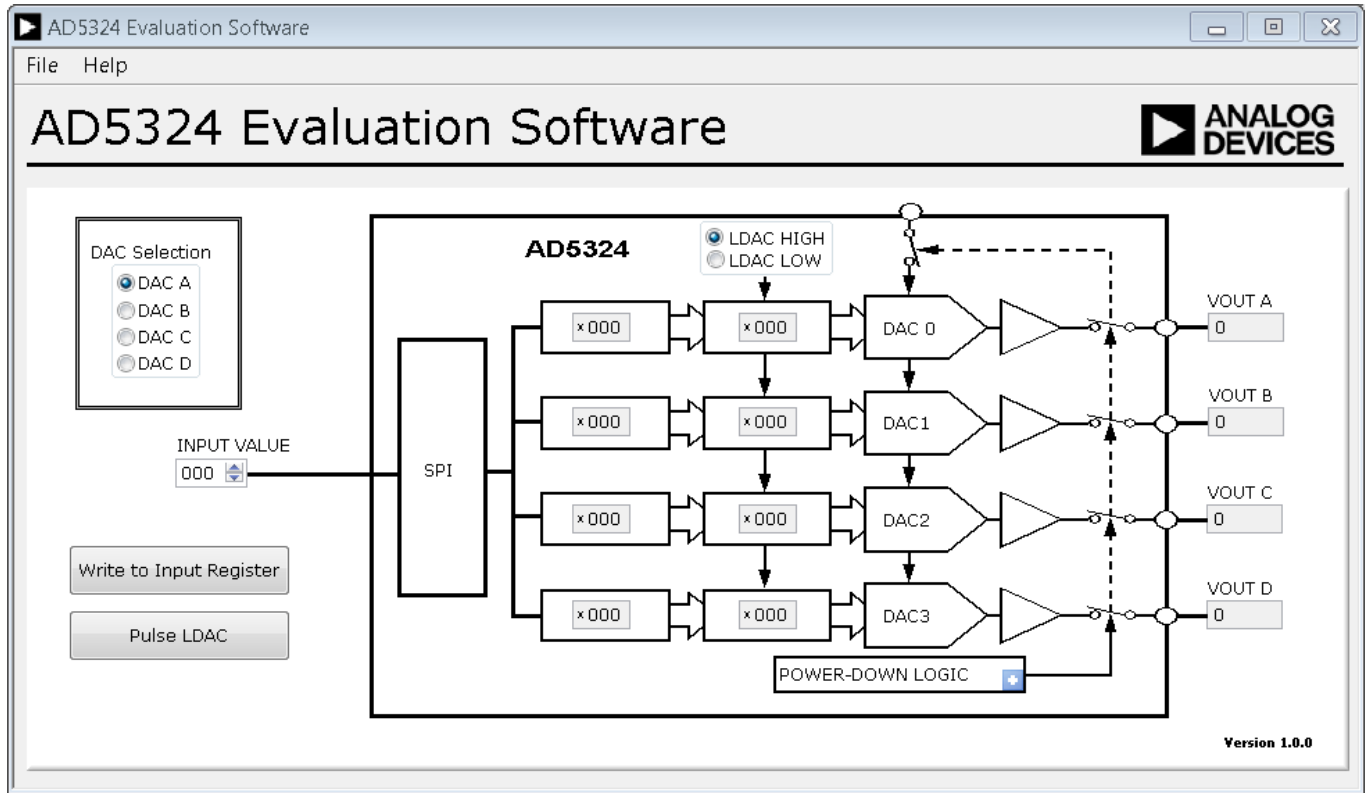 AD5324 Evaluation Software
File Help
AD5324 Evaluation Software
ANALOG
DEVICES
DAC Selection
DAC A
DAC B
DAC C
DAC D
INPUT VALUE
000
Write to Input Register
Pulse LDAC
SPI
AD5324
LDAC HIGH
LDAC LOW
x000 x000 DAC 0
x000 x000 DAC1
x000 x000 DAC2
x000 x000 DAC3
POWER-DOWN LOGIC
VOUT A
0
VOUT B
0
VOUT C
0
VOUT D
0
Version 1.0.0